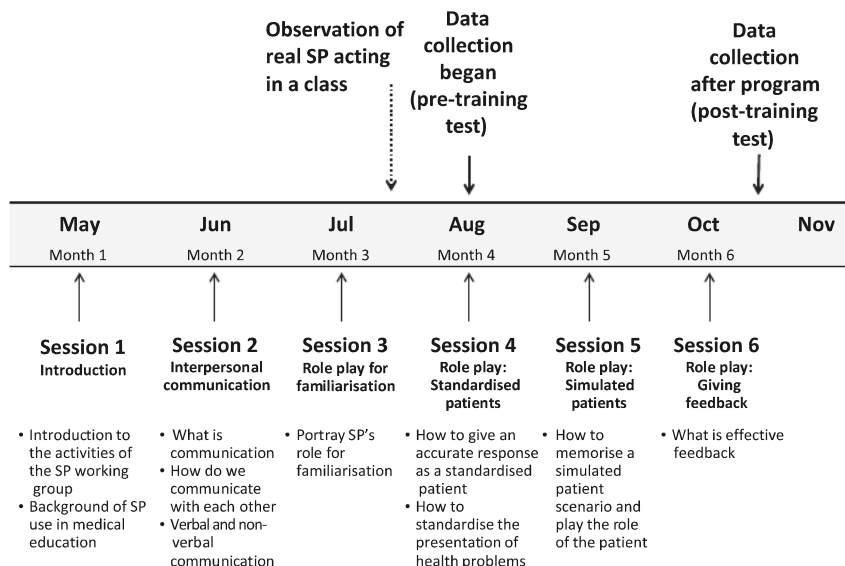 Observation of
real SP acting
in a class
Data
collection
began
(pre-training
test)
Data
collection
after program
(post-training
test)
May
Jun
Jul
Aug
Sep
Oct
Nov
Month 1
Month 2
Month 3
Month 4
Month 5
Month 6
Session 1
Introduction
• Introduction to
the activities of
the SP working
group
• Background of SP
use in medical
education
Session 2
Interpersonal
communication
• What is
communication
• How do we
communicate
with each other
• Verbal and non-
verbal
communication
Session 3
Role play for
familiarisation
• Portray SP's
role for
familiarisation
Session 4
Role play:
Standardised
patients
• How to give an
accurate response
as a standardised
patient
• How to
standardise the
presentation of
health problems
Session 5
Role play:
Simulated
patients
• How to
memorise a
simulated
patient
scenario and
play the role
of the patient
Session 6
Role play:
Giving
feedback
• What is effective
feedback